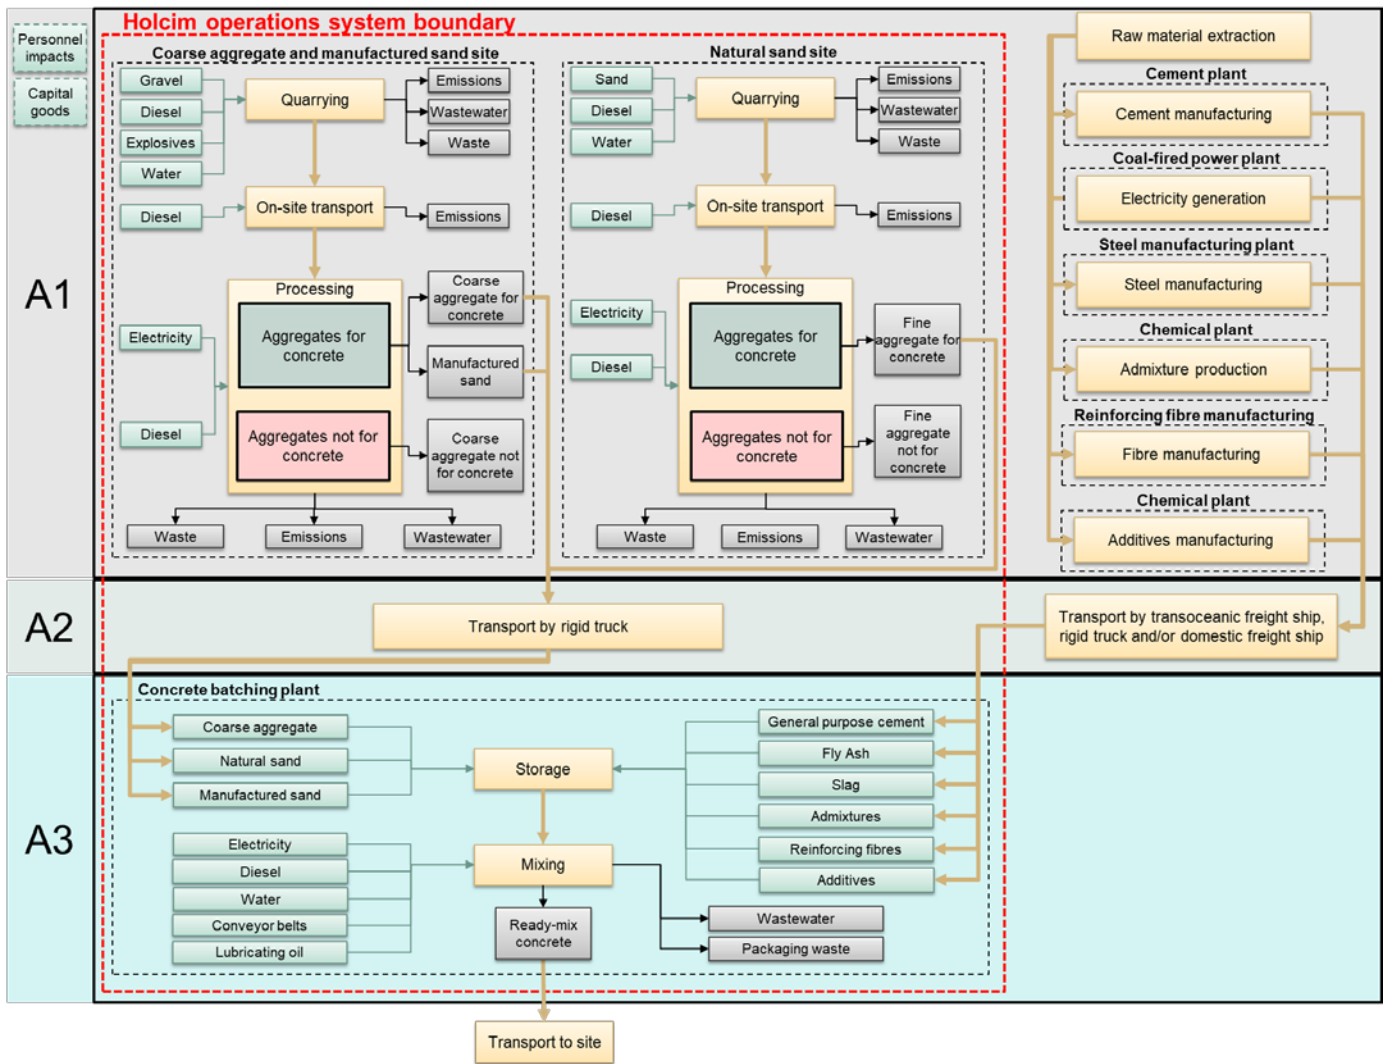 Holcim operations system boundary
Personnel
impacts
Capital
goods
A1
Coarse aggregate and manufactured sand site
Gravel
Diesel
Explosives
Water
Quarrying
Emissions
Wastewater
Waste
Diesel
On-site transport
Emissions
Electricity
Diesel
Processing
Aggregates for
concrete
Aggregates not for
concrete
Coarse
aggregate for
concrete
Manufactured
sand
Coarse
aggregate not
for concrete
Waste
Emissions
Wastewater
Natural sand site
Sand
Diesel
Water
Quarrying
Emissions
Wastewater
Waste
Diesel
On-site transport
Emissions
Electricity
Diesel
Processing
Aggregates for
concrete
Aggregates not for
concrete
Fine
aggregate for
concrete
Fine
aggregate
not for
concrete
Waste
Emissions
Wastewater
Raw material extraction
Cement plant
Cement manufacturing
Coal-fired power plant
Electricity generation
Steel manufacturing plant
Steel manufacturing
Chemical plant
Admixture production
Reinforcing fibre manufacturing
Fibre manufacturing
Chemical plant
Additives manufacturing
A2
Transport by rigid truck
Transport by transoceanic freight ship,
rigid truck and/or domestic freight ship
A3
Concrete batching plant
Coarse aggregate
Natural sand
Manufactured sand
Electricity
Diesel
Water
Conveyor belts
Lubricating oil
Storage
Mixing
Ready-mix
concrete
General purpose cement
Fly Ash
Slag
Admixtures
Reinforcing fibres
Additives
Wastewater
Packaging waste
Transport to site